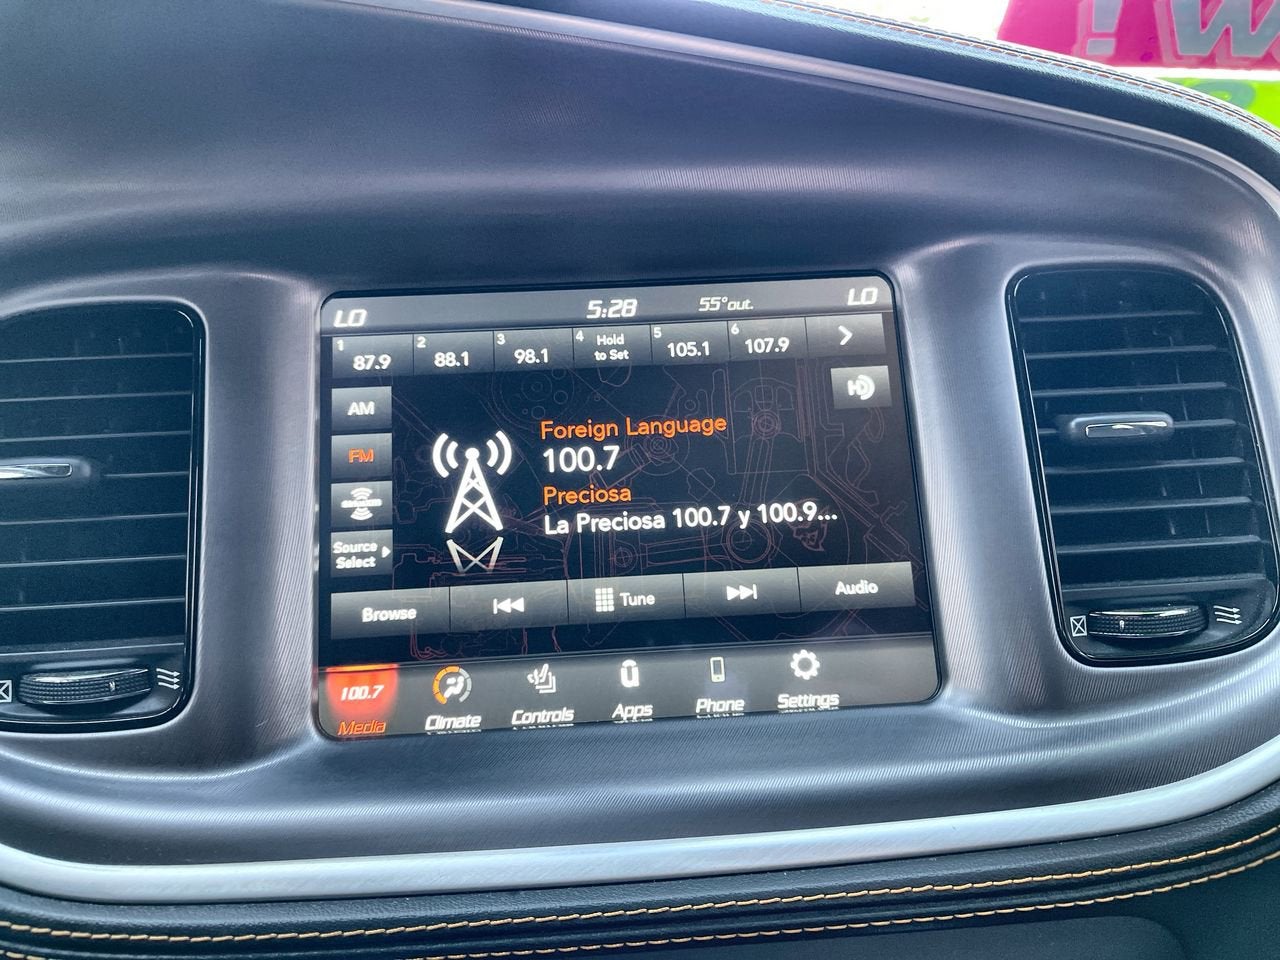 W!
LO 5:28 55°out. LO
1 87.9 2 88.1 3 98.1 4 Hold to Set 5 105.1 6 107.9
AM
HD
Foreign Language
FM
100.7
Preciosa
La Preciosa 100.7 y 100.9...
Source
Select
Browse Tune Audio
100.7
Media Climate Controls Apps Phone Settings